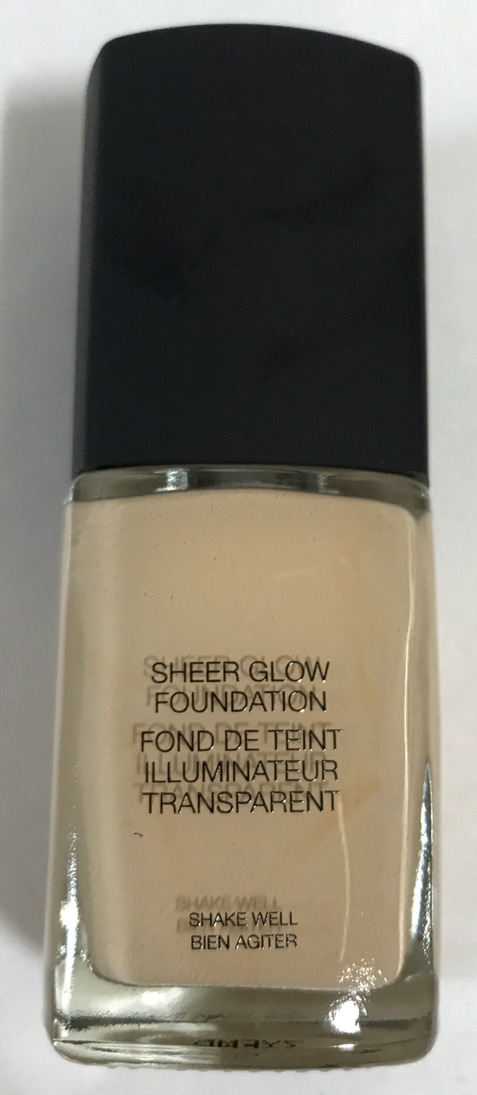 SHEER GLOW
FOUNDATION
FOND DE TEINT
ILLUMINATEUR
TRANSPARENT
SHAKE WELL
BIEN AGITER